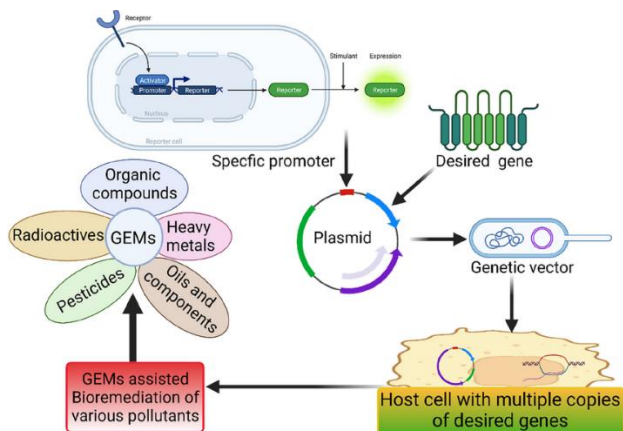 Receptor
Activator
Promoter
Reporter
Nucleus
Reporter cell
Reporter
Stimulant
Expression
Reporter
Specfic promoter
Desired gene
Plasmid
Genetic vector
Organic
compounds
Radioactives
GEMs
Heavy
metals
Pesticides
Oils and
components
GEMs assisted
Bioremediation of
various pollutants
Host cell with multiple copies
of desired genes